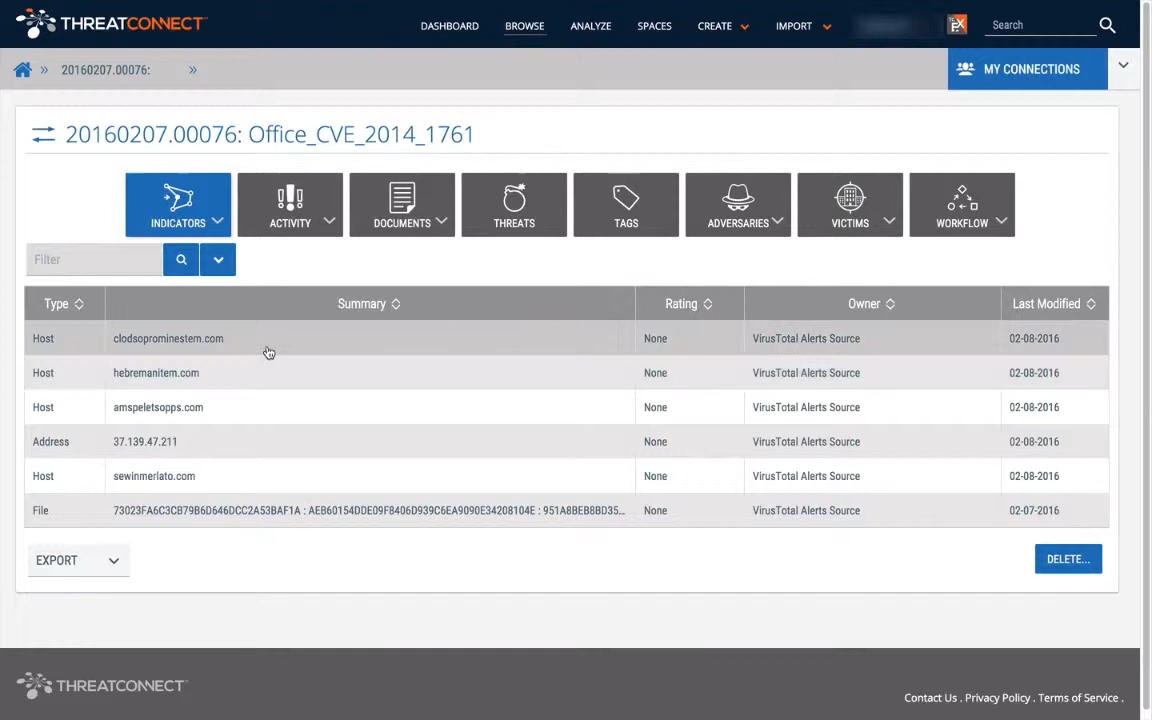 THREATCONNECT™
DASHBOARD BROWSE ANALYZE SPACES CREATE IMPORT Search
» 20160207.00076: » MY CONNECTIONS
20160207.00076: Office_CVE_2014_1761
INDICATORS ACTIVITY DOCUMENTS THREATS TAGS ADVERSARIES VICTIMS WORKFLOW
Filter
Type Summary Rating Owner Last Modified
Host clodsoprominestem.com None VirusTotal Alerts Source 02-08-2016
Host hebremanitem.com None VirusTotal Alerts Source 02-08-2016
Host amspeletsopps.com None VirusTotal Alerts Source 02-08-2016
Address 37.139.47.211 None VirusTotal Alerts Source 02-08-2016
Host sewinmerlato.com None VirusTotal Alerts Source 02-08-2016
File 73023FA6C3CB79B6D646DCC2A53BAF1A : AEB60154DDE09F8406D939C6EA9090E34208104E : 951A8BEB8BD35... None VirusTotal Alerts Source 02-07-2016
EXPORT DELETE...
THREATCONNECT™
Contact Us . Privacy Policy . Terms of Service .